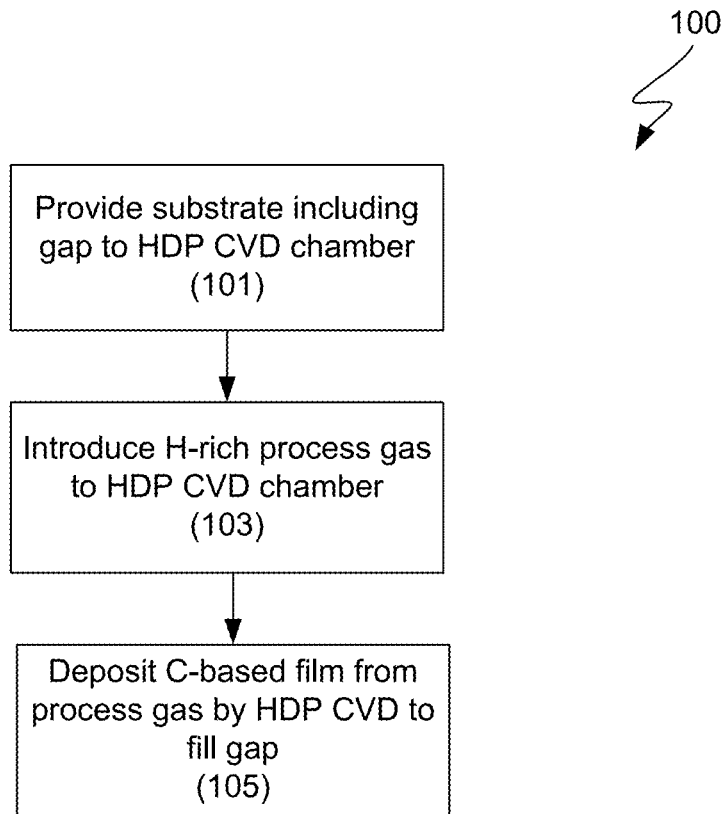 100
Provide substrate including
gap to HDP CVD chamber
(101)
Introduce H-rich process gas
to HDP CVD chamber
(103)
Deposit C-based film from
process gas by HDP CVD to
fill gap
(105)